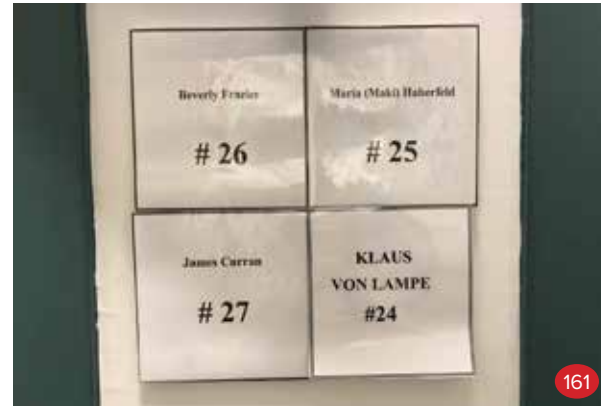 Beverly Frazier
# 26
Maria (Maki) Haberfeld
# 25
James Curran
# 27
KLAUS
VON LAMPE
#24
161